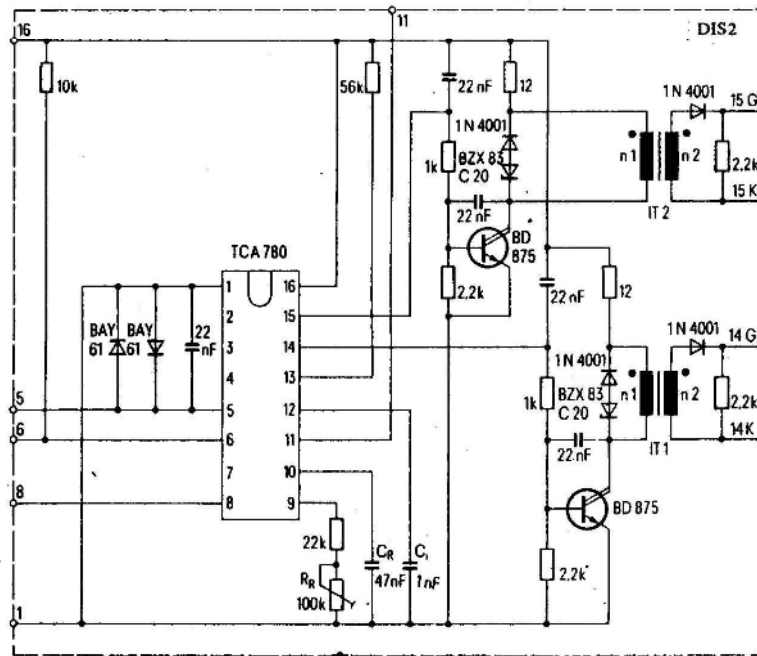 11
DIS2
16
10k
56k
22 nF
12
1N 4001
15 G
1N 4001
1k
BZX 83
C 20
n1
n2
2,2k
22 nF
15 K
IT 2
BD
875
TCA 780
2,2k
22 nF
12
1
16
BAY
61
BAY
61
22
nF
2
15
3
14
1N 4001
14 G
1N 4001
4
13
1k
BZX 83
C 20
n1
n2
2,2k
5
5
12
6
6
11
22 nF
14 K
IT 1
7
10
8
8
9
BD 875
22k
CR
47nF
C1
1nF
RR
100k
2,2k
1